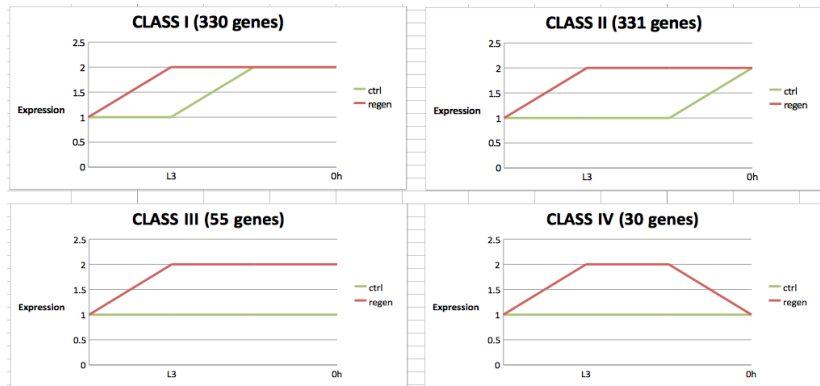 CLASS I (330 genes)
2.5
2
1.5
Expression
1
0.5
0
L3
0h
ctrl
regen
CLASS II (331 genes)
2.5
2
1.5
Expression
1
0.5
0
L3
0h
ctrl
regen
CLASS III (55 genes)
2.5
2
1.5
Expression
1
0.5
0
L3
0h
ctrl
regen
CLASS IV (30 genes)
2.5
2
1.5
Expression
1
0.5
0
L3
0h
ctrl
regen